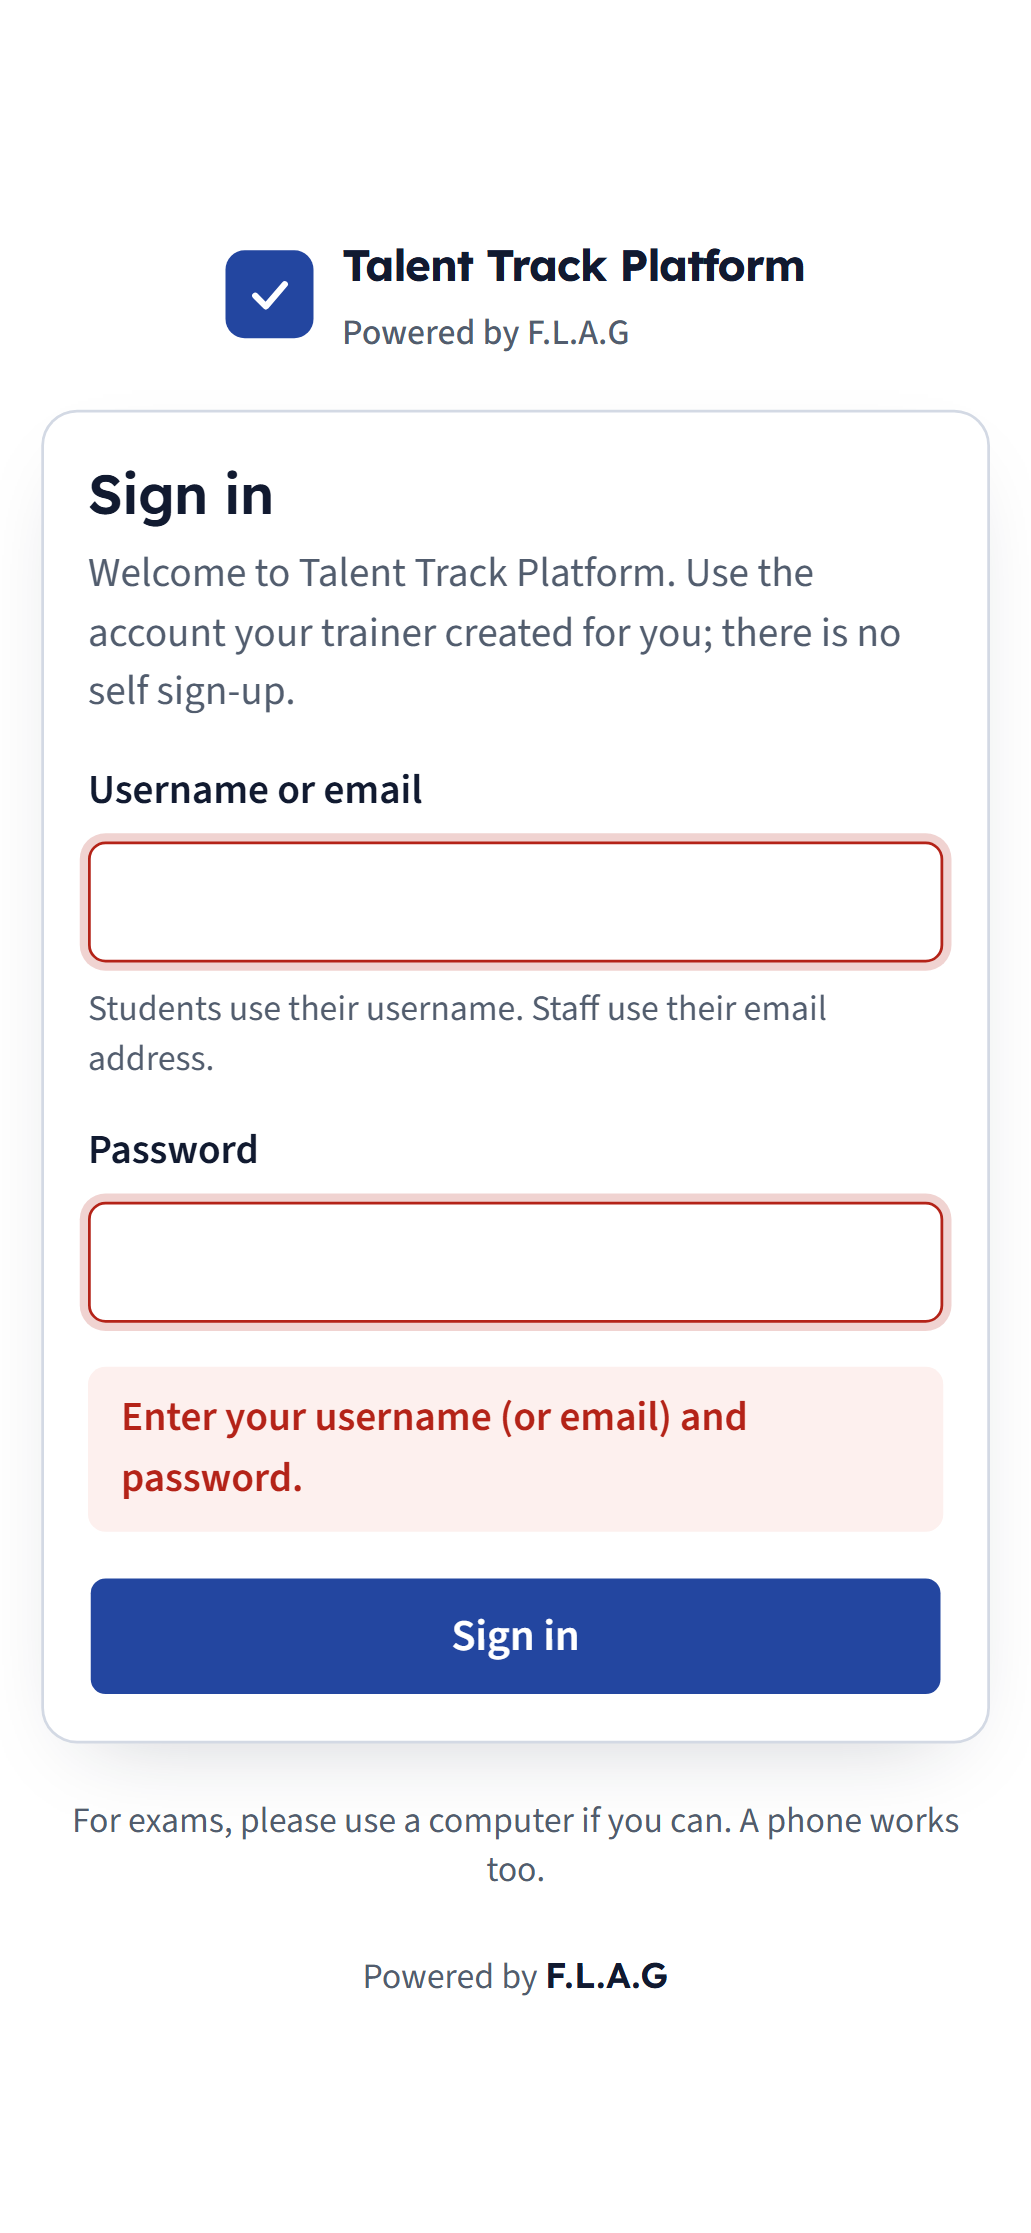 Talent Track Platform
Powered by F.L.A.G
Sign in
Welcome to Talent Track Platform. Use the
account your trainer created for you; there is no
self sign-up.
Username or email
Students use their username. Staff use their email
address.
Password
Enter your username (or email) and
password.
Sign in
For exams, please use a computer if you can. A phone works
too.
Powered by F.L.A.G